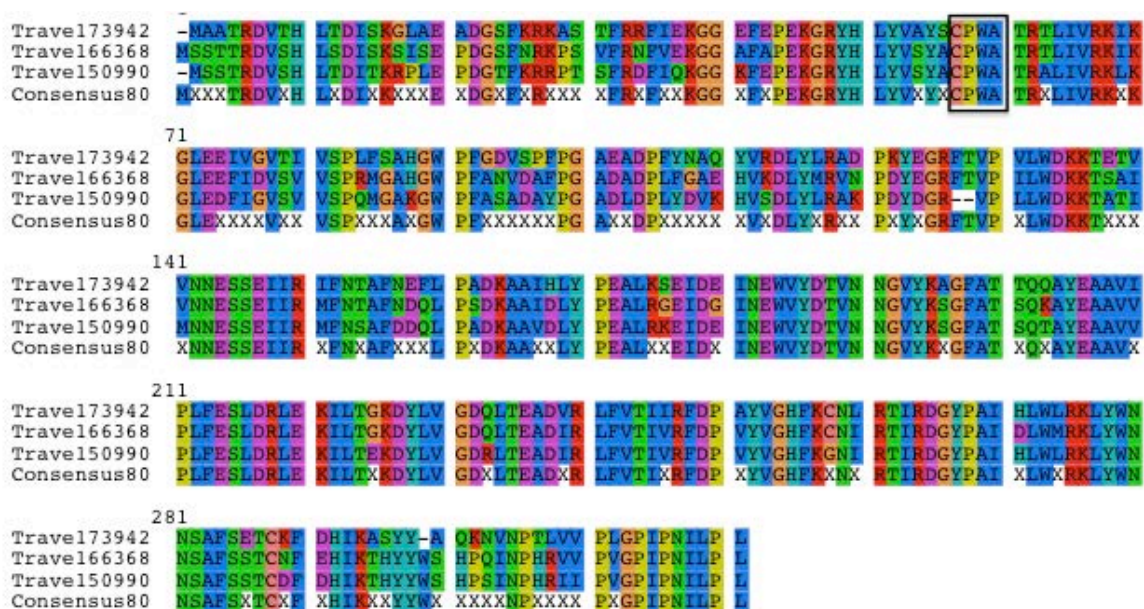 Trave173942 -MAATRDVTH LTDISKGLAE ADGSFKRKAS TFRRFIEKGG EFEPEKGRYH LYVAYSCPWA TRTLIVRKIK
Trave166368 MSSTTRDVSH LTDISKSISE PDGSFNRKPS VFRNFVEKGG AFAPEKGRYH LYVSYACPWA TRTLIVRKIK
Trave150990 -MSSTRDVSH LTDITKRPLE PDGTFKRRPT SFRDFIQKGG KFEPEKGRYH LYVSYACPWA TRALIVRKLK
Consensus80 MXXXTRDVXH LXDIXKXXXE XDGXFXRXXX XFRXFXXKGG XFXPEKGRYH LYVXYXCPWA TRXLIVRKXK
71
Trave173942 GLEEIVGVTI VSPLFSAHGW PFGDVSPFPG AEADPFYNAQ YVRDLYLRAD PKYEGRFTVP VLWDKKTETV
Trave166368 GLEEFIDVSV VSPRMGAHGW PFANVDAFPG ADADPLFGAE HVKDLYMRVN PDYEGRFTVP ILWDKKTSAI
Trave150990 GLEDFIGVSV VSPQMGAKGW PFASADAYPG ADLDPLYDVK HVSDLYLRAK PDYDGR--VP LLWDKKTATL
Consensus80 GLEXXXXVXX VSPXXXAXGW PFXXXXXXPG AXXDPXXXXX XVXDLYXRXX PXYXGRFTVP XLWDKKTXXX
141
Trave173942 VNNESSEIIR IFNTAFNEFL PADKAAIHLY PEALKSEIDE INEWVYDTVN NGVYKAGFAT TQQAYEAAVI
Trave166368 VNNESSEIIR MFNTAFNDQL PSDKAAIDLY PEALRGEIDG INEWVYDTVN NGVYKSGFAT SQKAYEAAVI
Trave150990 MNNESSEIIR MFNSAFDDQL PADKAAVDLY PEALRKEIDE INEWVYDTVN NGVYKSGFAT SQTAYEAAVI
Consensus80 XNNESSEIIR XFNXAFXXXL PXDKAAXXLY PEALXXEIDX INEWVYDTVN NGVYKXGFAT XQXAYEAAVX
211
Trave173942 PLFESLDRLE KILTGKDYLV GDQLTEADVR LFVTIIRFDP AYVGHFKCNL RTIRDGYPAI HLWLRKLYWN
Trave166368 PLFESLDRLE KILTGKDYLV GDQLTEADIR LFVTIVRFDP VYVGHFKCNI RTIRDGYPAI DLWMRKLYWN
Trave150990 PLFESLDRLE KILTEKDYLV GDRLTEADIR LFVTIVRFDP VYVGHFKGNI RTIRDGYPAI HLWLRKLYWN
Consensus80 PLFESLDRLE KILTXKDYLV GDXLTEADXR LFVTIXRFDP XYVGHFKXNX RTIRDGYPAI XLWXRKLYWN
281
Trave173942 NSAFSETCKF DHIKASYY-A QKNVNPTLVV PLGPIPNILP L
Trave166368 NSAFSSTCNF EHIKTHYYWS HPQINPHRVV PVGPIPNILP L
Trave150990 NSAFSSTCDF DHIKTHYYWS HPSINPHRII PVGPIPNILP L
Consensus80 NSAFSXTCXF XHIKXXYYWX XXXXNPXXXX PXGPIPNILP L